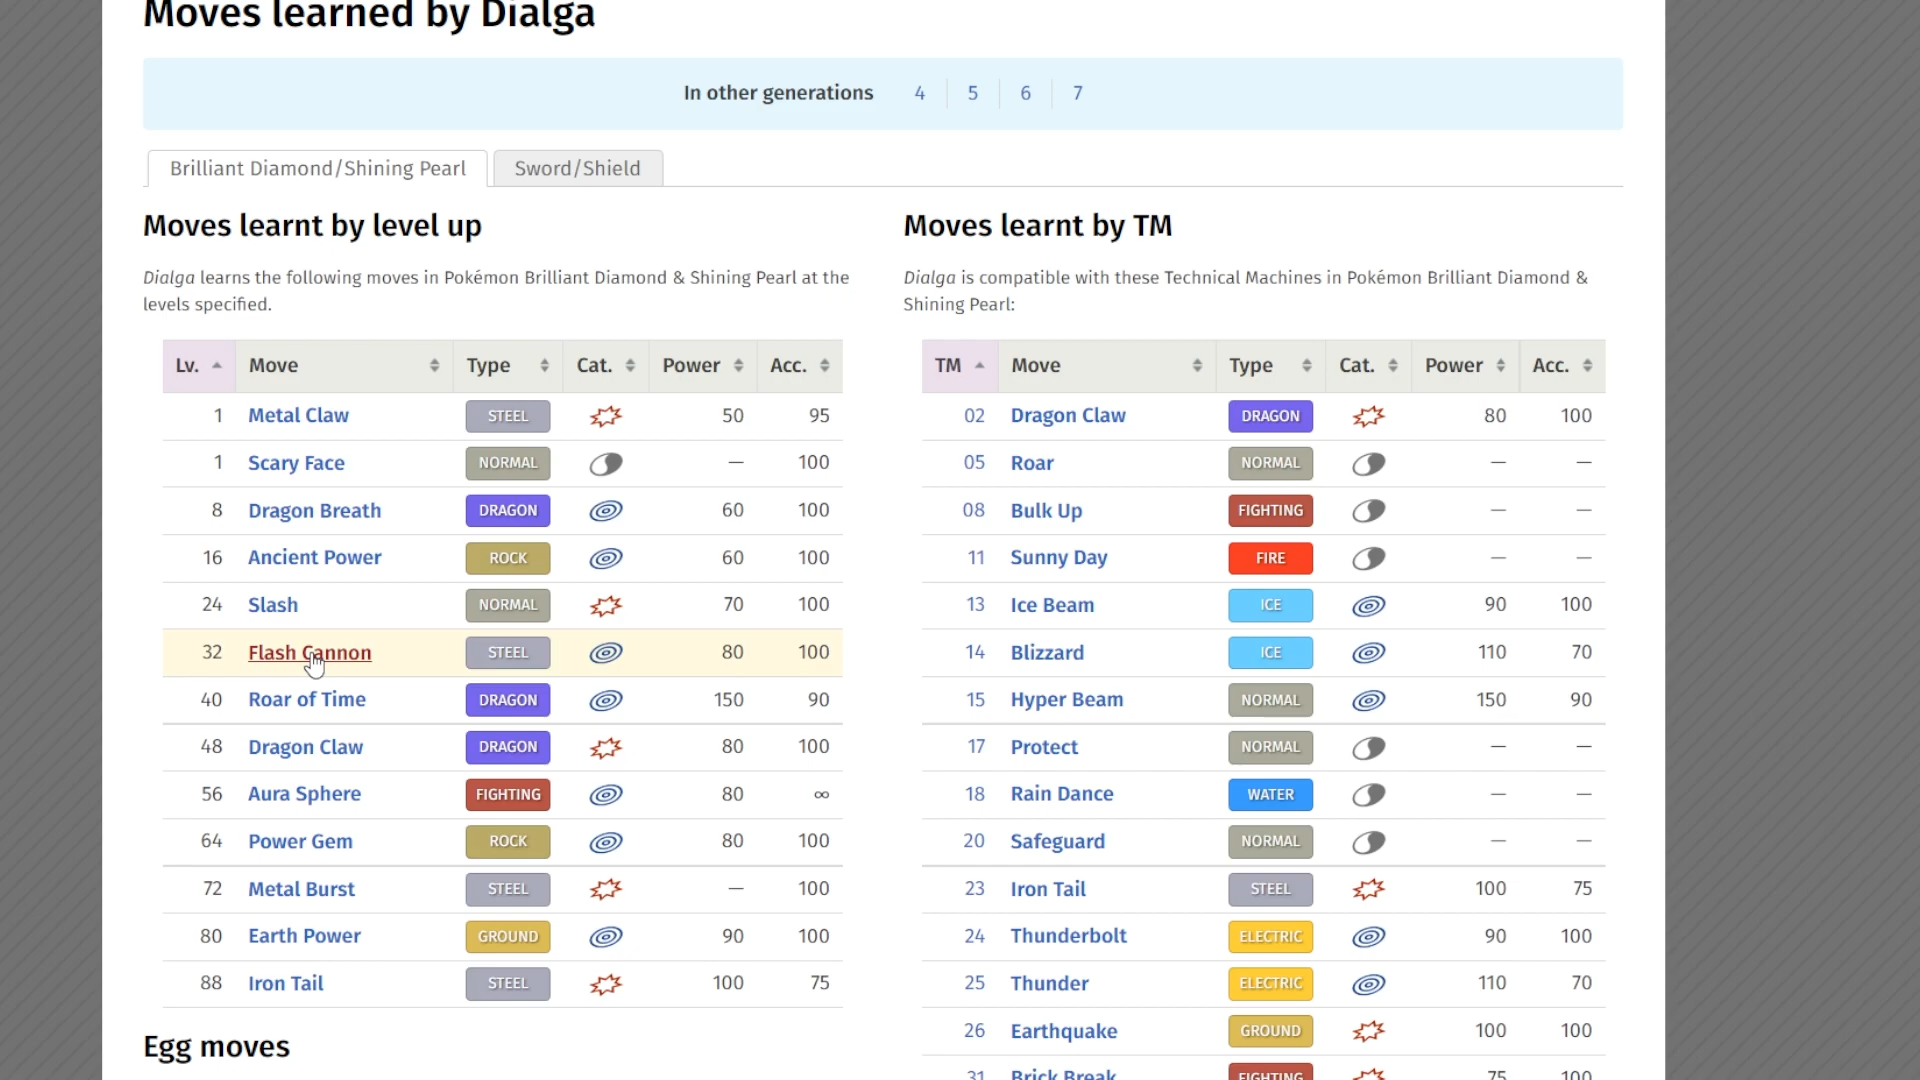 Moves learned by Dialga
In other generations 4 5 6 7
Brilliant Diamond/Shining Pearl Sword/Shield
Moves learnt by level up
Dialga learns the following moves in Pokémon Brilliant Diamond & Shining Pearl at the
levels specified.
Lv. Move Type Cat. Power Acc.
1 Metal Claw STEEL 50 95
1 Scary Face NORMAL — 100
8 Dragon Breath DRAGON 60 100
16 Ancient Power ROCK 60 100
24 Slash NORMAL 70 100
32 Flash Cannon STEEL 80 100
40 Roar of Time DRAGON 150 90
48 Dragon Claw DRAGON 80 100
56 Aura Sphere FIGHTING 80 ∞
64 Power Gem ROCK 80 100
72 Metal Burst STEEL — 100
80 Earth Power GROUND 90 100
88 Iron Tail STEEL 100 75
Egg moves
Moves learnt by TM
Dialga is compatible with these Technical Machines in Pokémon Brilliant Diamond &
Shining Pearl:
TM Move Type Cat. Power Acc.
02 Dragon Claw DRAGON 80 100
05 Roar NORMAL — —
08 Bulk Up FIGHTING — —
11 Sunny Day FIRE — —
13 Ice Beam ICE 90 100
14 Blizzard ICE 110 70
15 Hyper Beam NORMAL 150 90
17 Protect NORMAL — —
18 Rain Dance WATER — —
20 Safeguard NORMAL — —
23 Iron Tail STEEL 100 75
24 Thunderbolt ELECTRIC 90 100
25 Thunder ELECTRIC 110 70
26 Earthquake GROUND 100 100
31 Brick Break FIGHTING 75 100